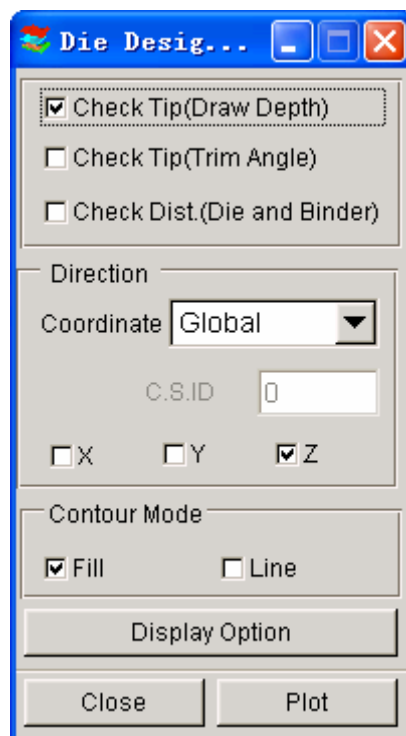 Die Desig...
Check Tip(Draw Depth)
Check Tip(Trim Angle)
Check Dist.(Die and Binder)
Direction
Coordinate Global
C.S.ID 0
X Y Z
Contour Mode
Fill Line
Display Option
Close Plot